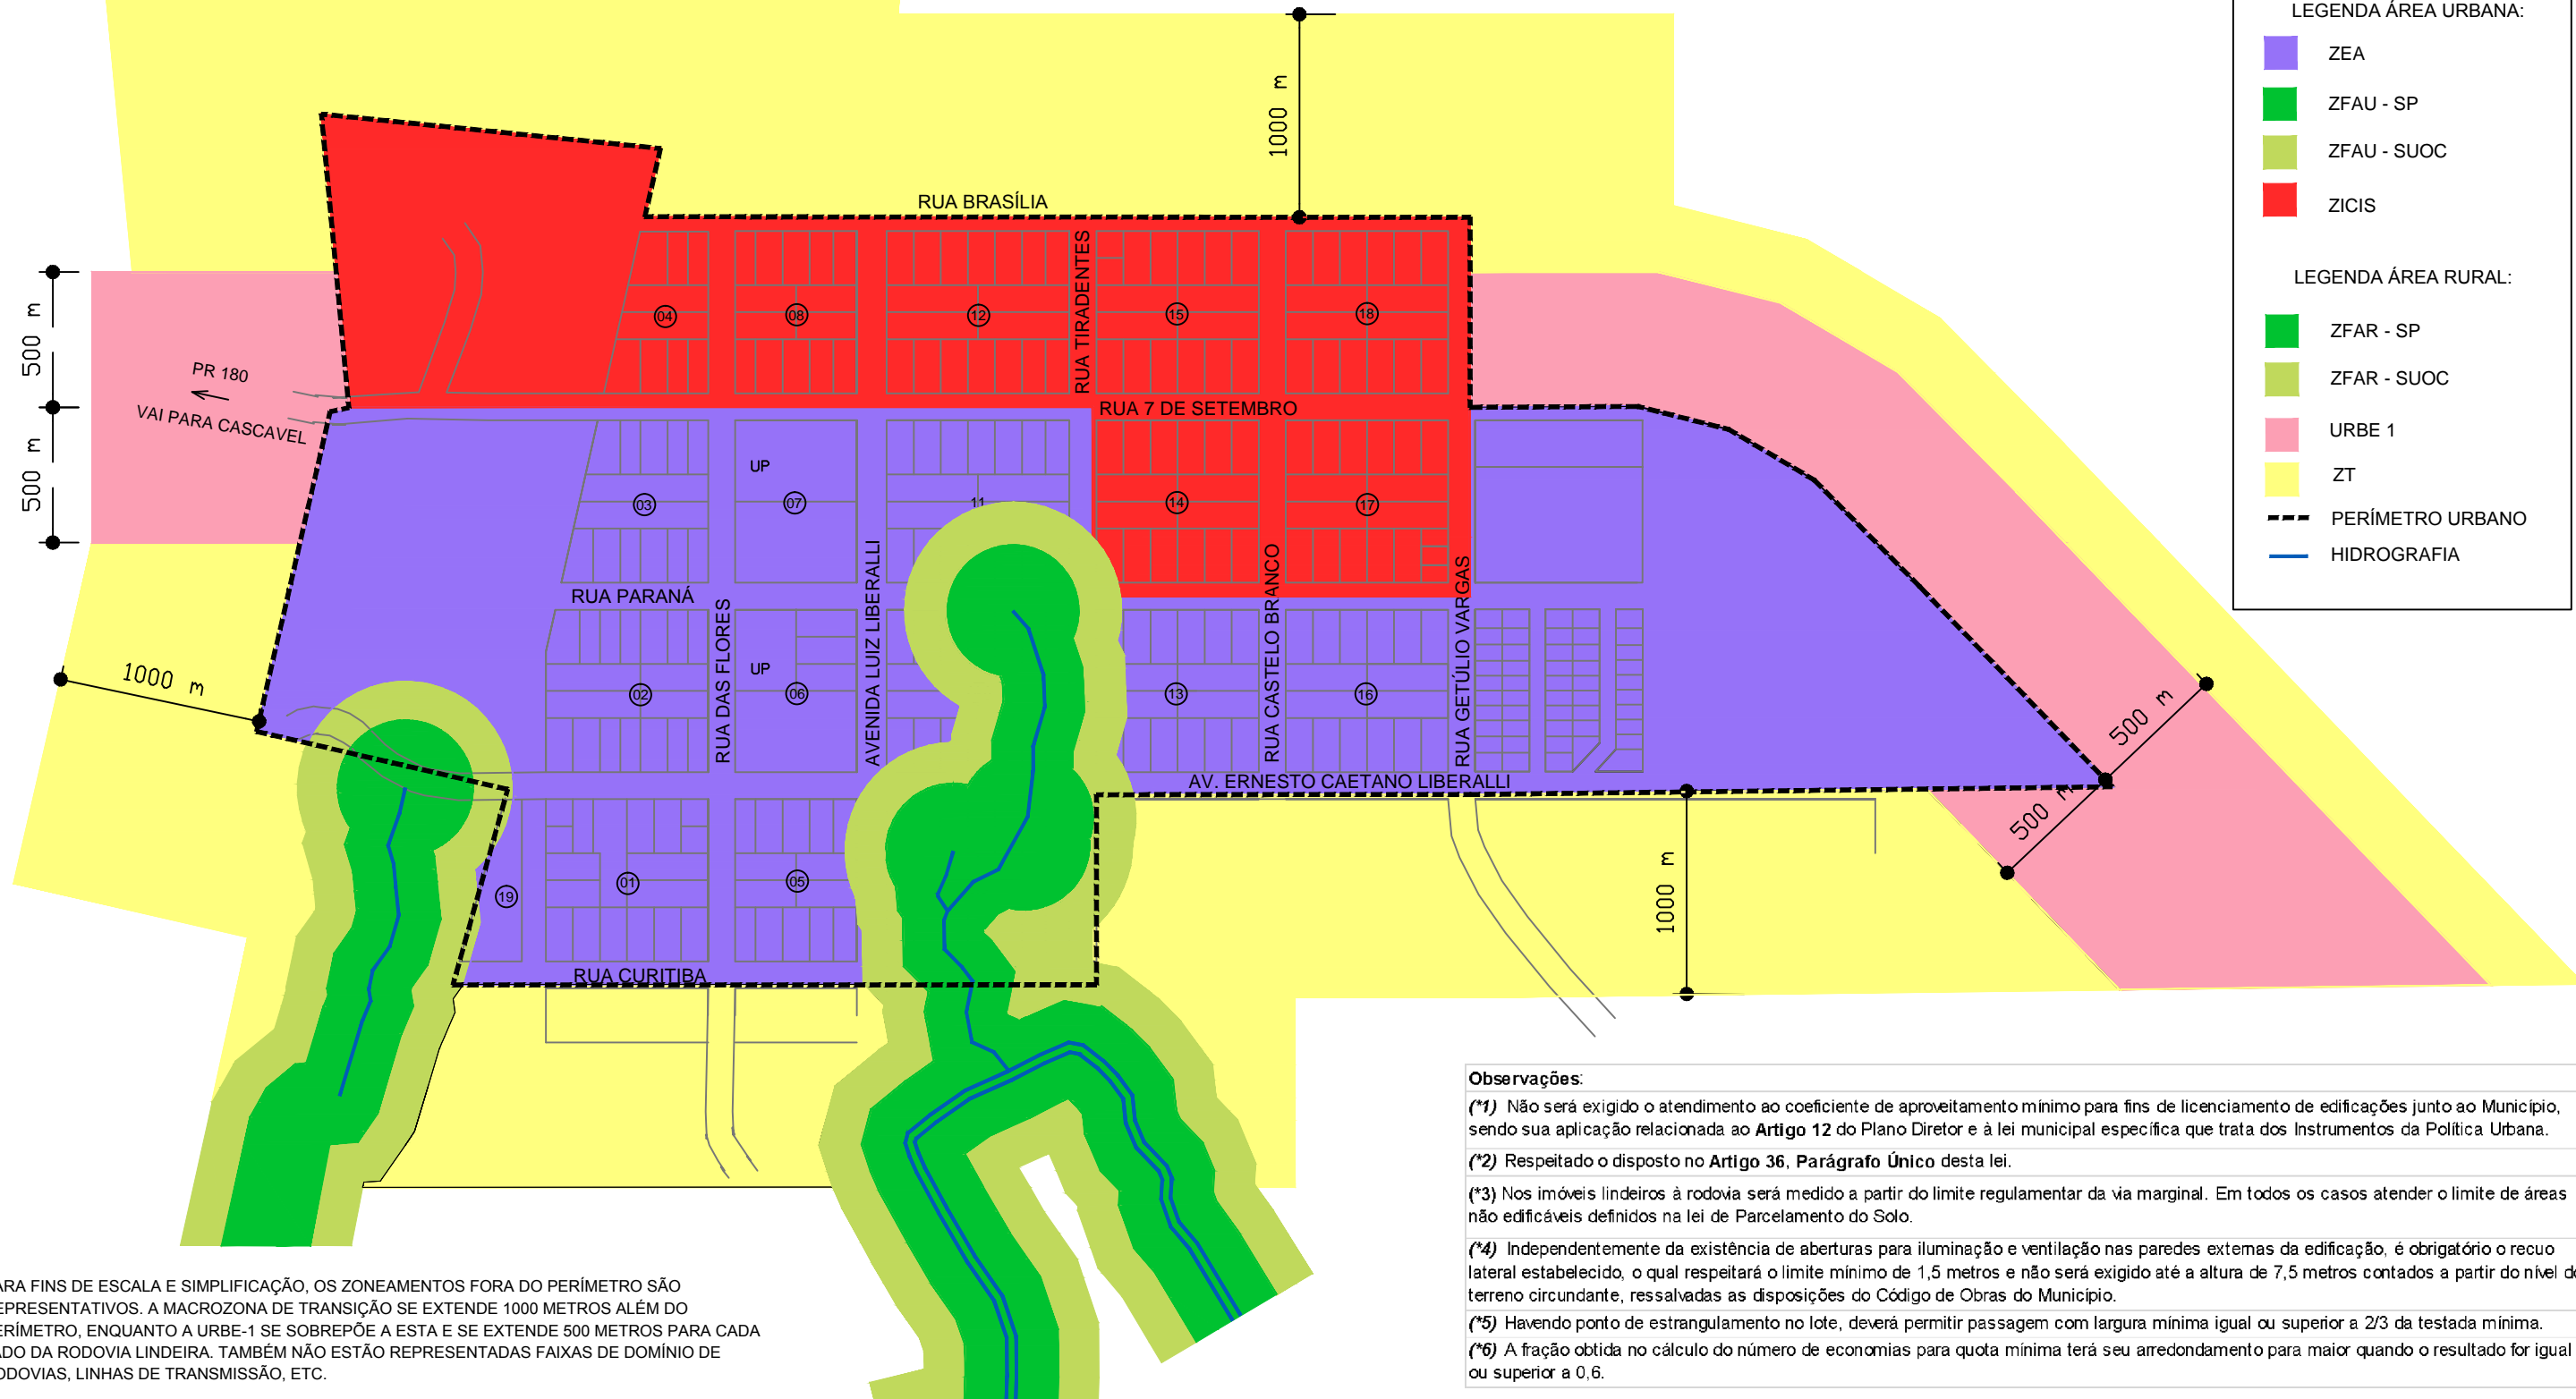 LEGENDA ÁREA URBANA:
ZEA
ZFAU - SP
ZFAU - SUOC
ZICIS
LEGENDA ÁREA RURAL:
ZFAR - SP
ZFAR - SUOC
URBE 1
ZT
PERÍMETRO URBANO
HIDROGRAFIA
1000 m
RUA BRASÍLIA
RUA TIRADENTES
04
08
12
15
18
500 m
500 m
PR 180
VAI PARA CASCAVEL
RUA 7 DE SETEMBRO
UP
03
07
11
14
17
RUA PARANÁ
RUA DAS FLORES
AVENIDA LUIZ LIBERALLI
RUA CASTELO BRANCO
RUA GETÚLIO VARGAS
1000 m
UP
02
06
13
16
AV. ERNESTO CAETANO LIBERALLI
500 m
500 m
1000 m
19
01
05
RUA CURITIBA
Observações:
(*1) Não será exigido o atendimento ao coeficiente de aproveitamento mínimo para fins de licenciamento de edificações junto ao Município,
sendo sua aplicação relacionada ao Artigo 12 do Plano Diretor e à lei municipal específica que trata dos Instrumentos da Política Urbana.
(*2) Respeitado o disposto no Artigo 36, Parágrafo Único desta lei.
(*3) Nos imóveis lindeiros à rodovia será medido a partir do limite regulamentar da via marginal. Em todos os casos atender o limite de áreas
não edificáveis definidos na lei de Parcelamento do Solo.
(*4) Independentemente da existência de aberturas para iluminação e ventilação nas paredes externas da edificação, é obrigatório o recuo
lateral estabelecido, o qual respeitará o limite mínimo de 1,5 metros e não será exigido até a altura de 7,5 metros contados a partir do nível do
terreno circundante, ressalvadas as disposições do Código de Obras do Município.
(*5) Havendo ponto de estrangulamento no lote, deverá permitir passagem com largura mínima igual ou superior a 2/3 da testada mínima.
(*6) A fração obtida no cálculo do número de economias para quota mínima terá seu arredondamento para maior quando o resultado for igual
ou superior a 0,6.
ARA FINS DE ESCALA E SIMPLIFICAÇÃO, OS ZONEAMENTOS FORA DO PERÍMETRO SÃO
EPRESENTATIVOS. A MACROZONA DE TRANSIÇÃO SE EXTENDE 1000 METROS ALÉM DO
ERÍMETRO, ENQUANTO A URBE-1 SE SOBREPÕE A ESTA E SE EXTENDE 500 METROS PARA CADA
ADO DA RODOVIA LINDEIRA. TAMBÉM NÃO ESTÃO REPRESENTADAS FAIXAS DE DOMÍNIO DE
ODOVIAS, LINHAS DE TRANSMISSÃO, ETC.